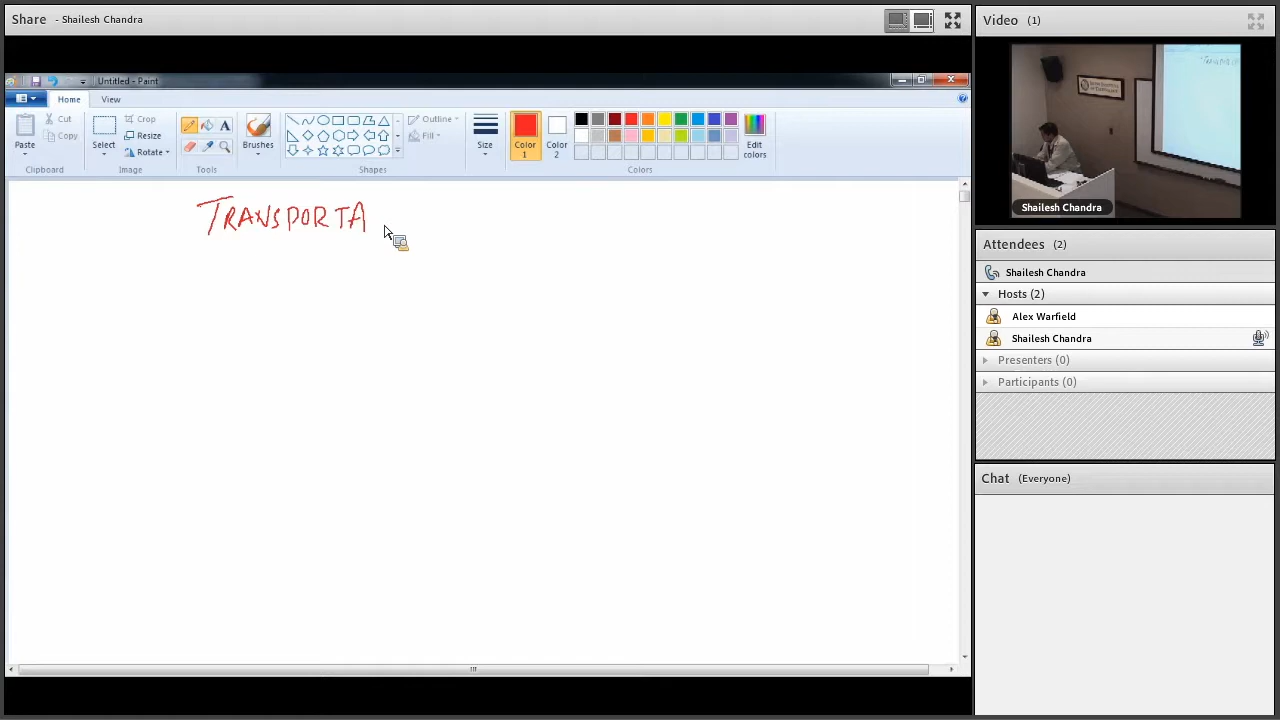 Share - Shailesh Chandra
Video (1)
Untitled - Paint
Home View
Cut
Copy
Paste
Clipboard
Select
Crop
Resize
Rotate
Image
Tools
Brushes
Shapes
Outline
Fill
Size
Color 1
Color 2
Edit colors
Colors
TRANSPORTA
Shailesh Chandra
Attendees (2)
Shailesh Chandra
Hosts (2)
Alex Warfield
Shailesh Chandra
Presenters (0)
Participants (0)
Chat (Everyone)